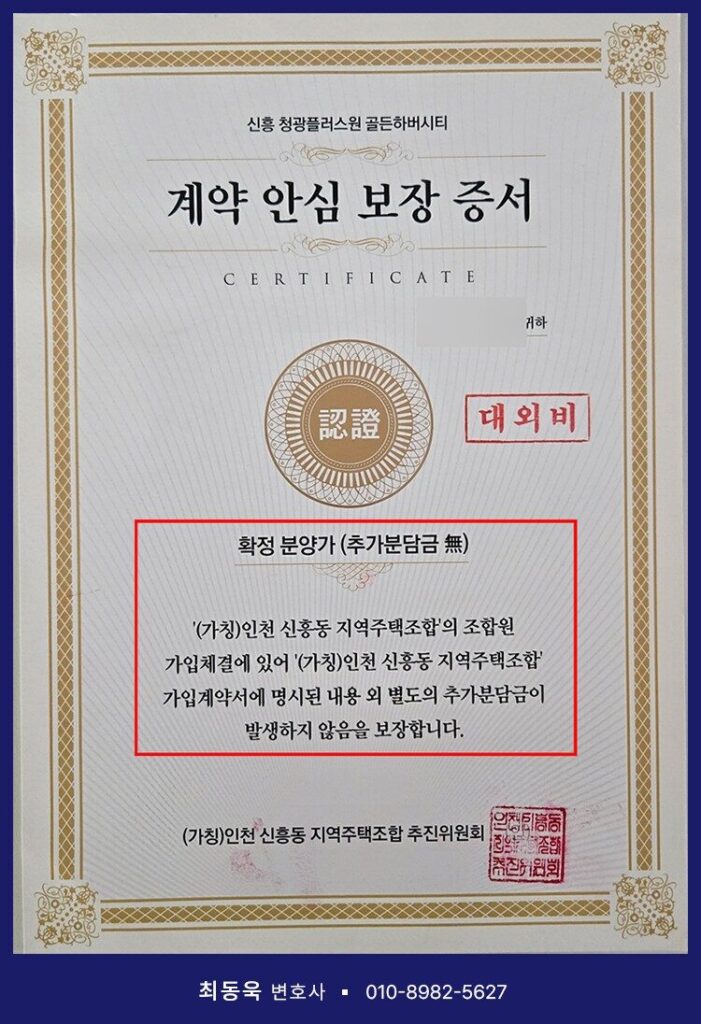 신흥 청광플러스원 골든하버시티
계약 안심 보장 증서
CERTIFICATE
귀하
認證
대외비
확정 분양가 (추가분담금 無)
'(가칭)인천 신흥동 지역주택조합'의 조합원
가입체결에 있어 '(가칭)인천 신흥동 지역주택조합'
가입계약서에 명시된 내용 외 별도의 추가분담금이
발생하지 않음을 보장합니다.
(가칭)인천 신흥동 지역주택조합 추진위원회
최동욱 변호사 ▪ 010-8982-5627